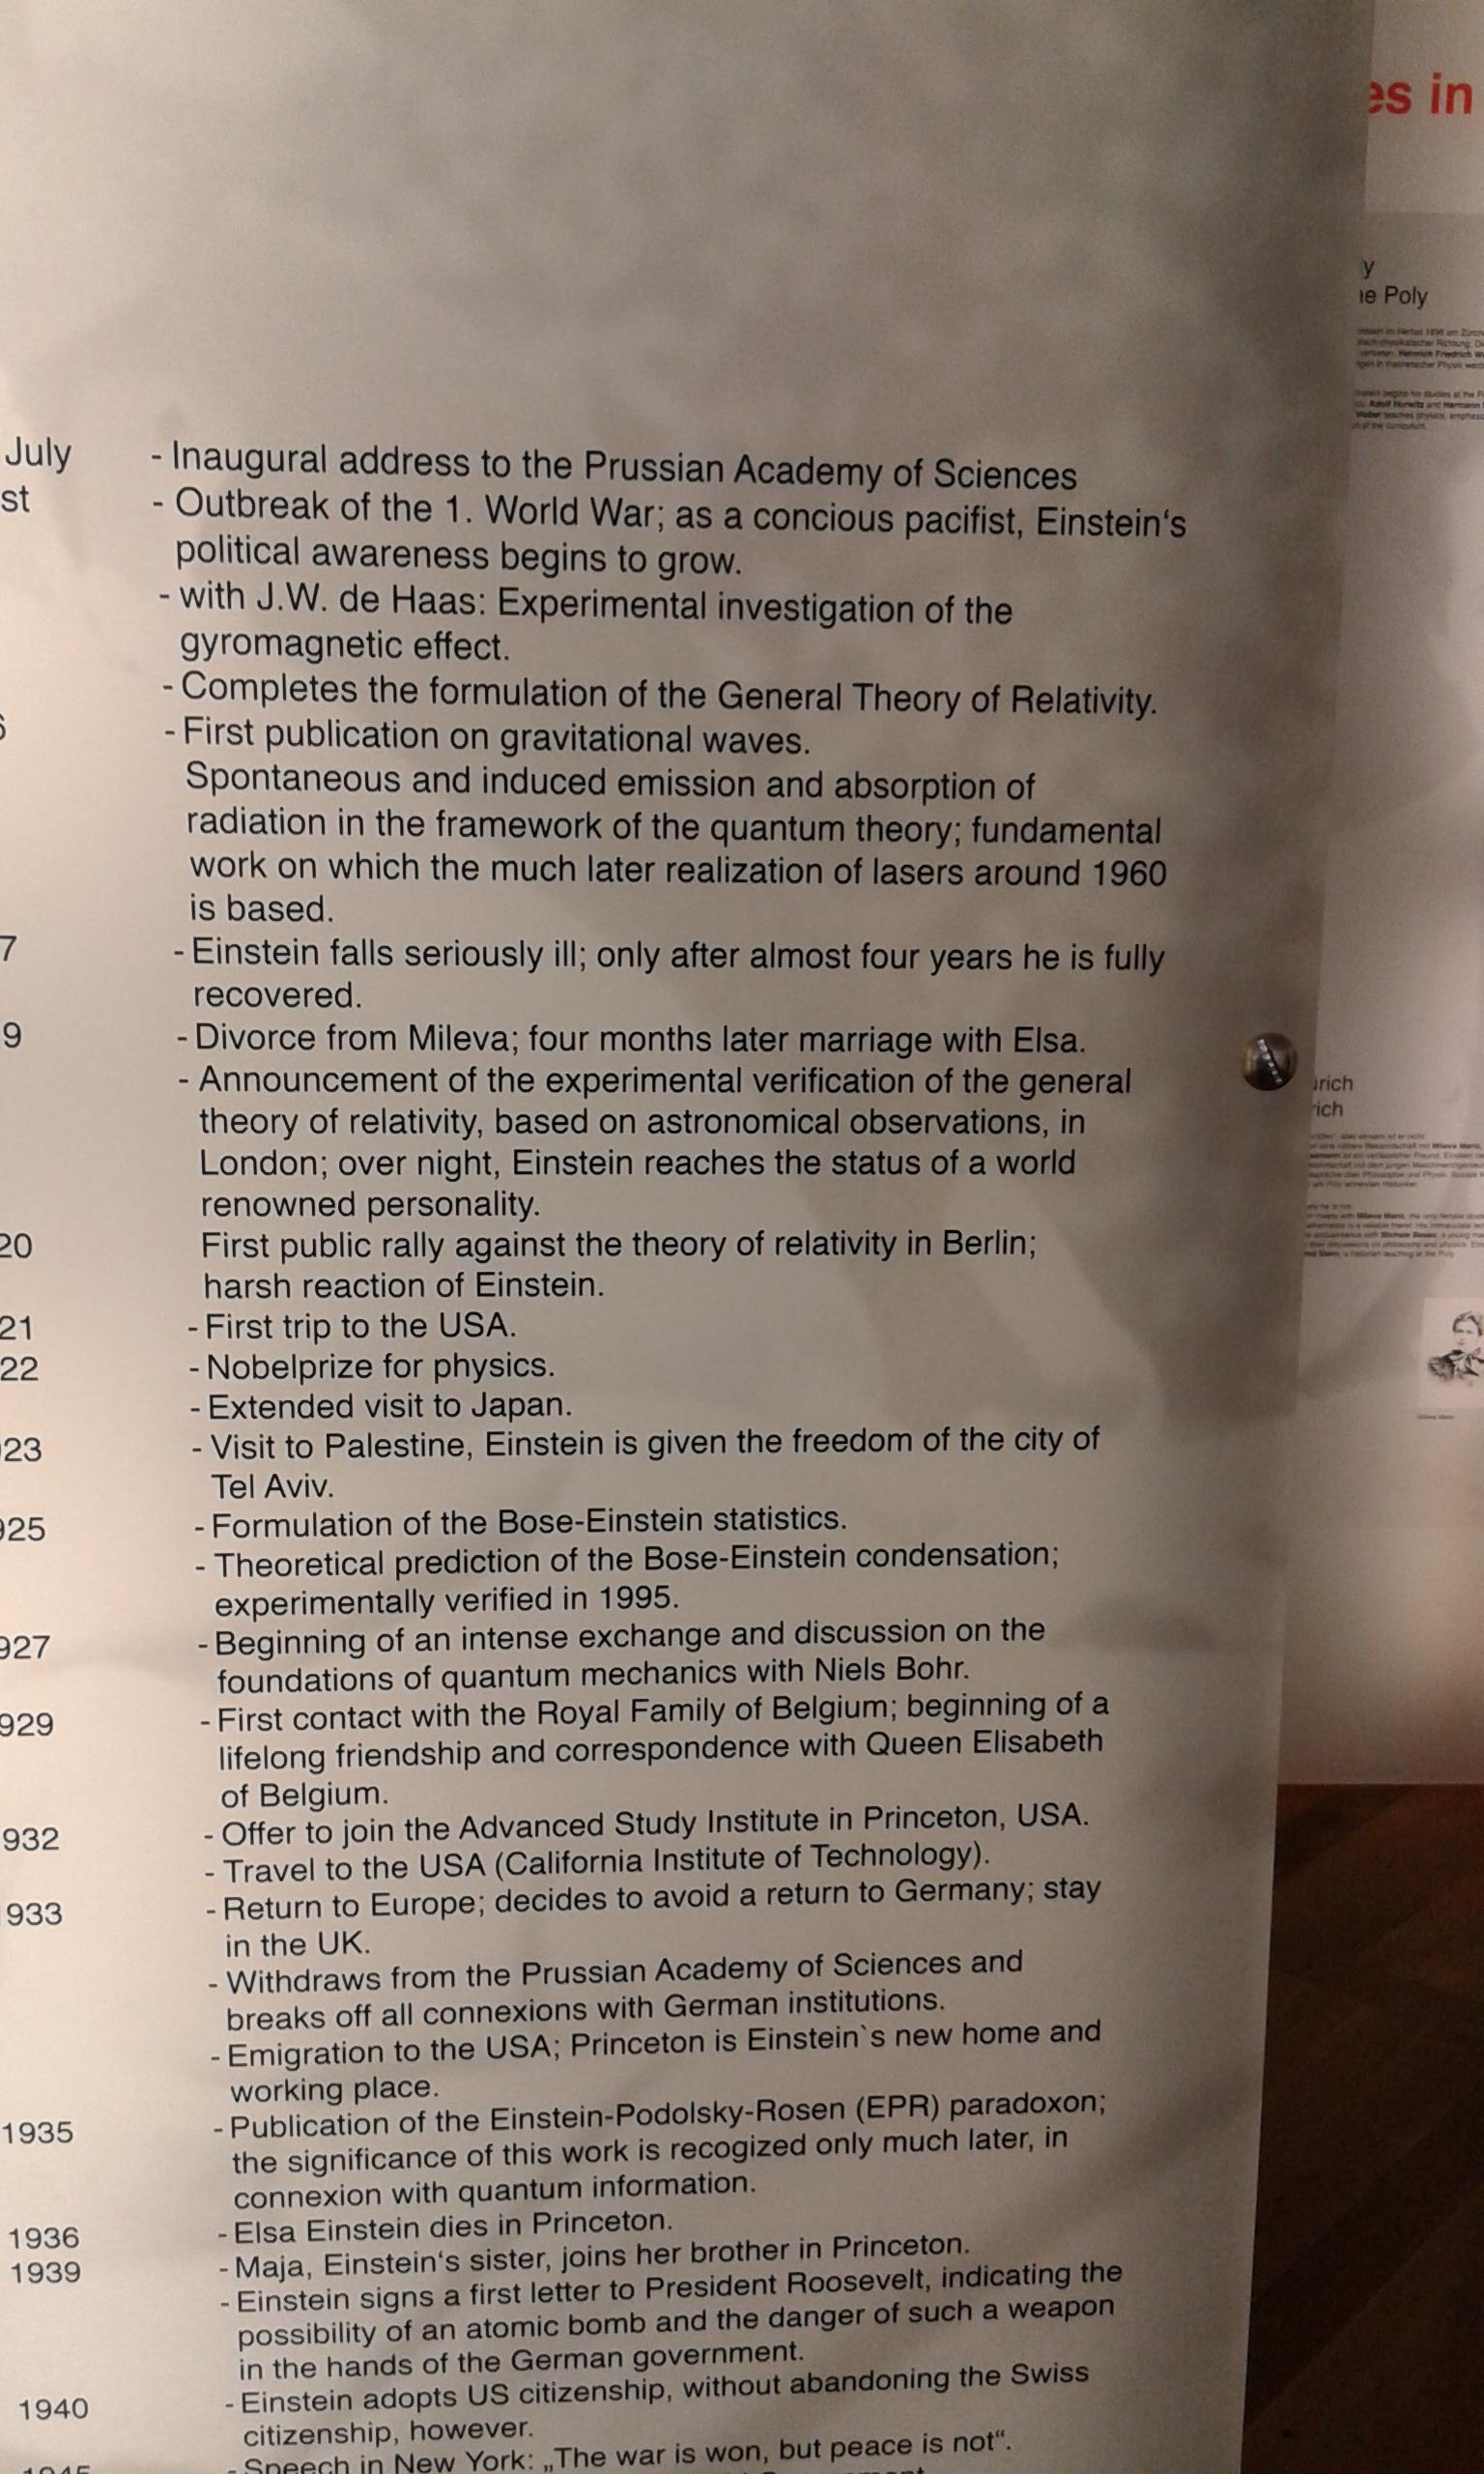 July - Inaugural address to the Prussian Academy of Sciences
st - Outbreak of the 1. World War; as a concious pacifist, Einstein's
political awareness begins to grow.
- with J.W. de Haas: Experimental investigation of the
gyromagnetic effect.
- Completes the formulation of the General Theory of Relativity.
6 - First publication on gravitational waves.
Spontaneous and induced emission and absorption of
radiation in the framework of the quantum theory; fundamental
work on which the much later realization of lasers around 1960
is based.
7 - Einstein falls seriously ill; only after almost four years he is fully
recovered.
9 - Divorce from Mileva; four months later marriage with Elsa.
- Announcement of the experimental verification of the general
theory of relativity, based on astronomical observations, in
London; over night, Einstein reaches the status of a world
renowned personality.
20 First public rally against the theory of relativity in Berlin;
harsh reaction of Einstein.
21 - First trip to the USA.
22 - Nobelprize for physics.
- Extended visit to Japan.
923 - Visit to Palestine, Einstein is given the freedom of the city of
Tel Aviv.
925 - Formulation of the Bose-Einstein statistics.
- Theoretical prediction of the Bose-Einstein condensation;
experimentally verified in 1995.
927 - Beginning of an intense exchange and discussion on the
foundations of quantum mechanics with Niels Bohr.
929 - First contact with the Royal Family of Belgium; beginning of a
lifelong friendship and correspondence with Queen Elisabeth
of Belgium.
932 - Offer to join the Advanced Study Institute in Princeton, USA.
- Travel to the USA (California Institute of Technology).
933 - Return to Europe; decides to avoid a return to Germany; stay
in the UK.
- Withdraws from the Prussian Academy of Sciences and
breaks off all connexions with German institutions.
- Emigration to the USA; Princeton is Einstein`s new home and
working place.
1935 - Publication of the Einstein-Podolsky-Rosen (EPR) paradoxon;
the significance of this work is recogized only much later, in
connexion with quantum information.
1936 - Elsa Einstein dies in Princeton.
1939 - Maja, Einstein‘s sister, joins her brother in Princeton.
- Einstein signs a first letter to President Roosevelt, indicating the
possibility of an atomic bomb and the danger of such a weapon
in the hands of the German government.
1940 - Einstein adopts US citizenship, without abandoning the Swiss
citizenship, however.
1945 - Speech in New York: „The war is won, but peace is not“.
es in
y
ne Poly
urich
rich